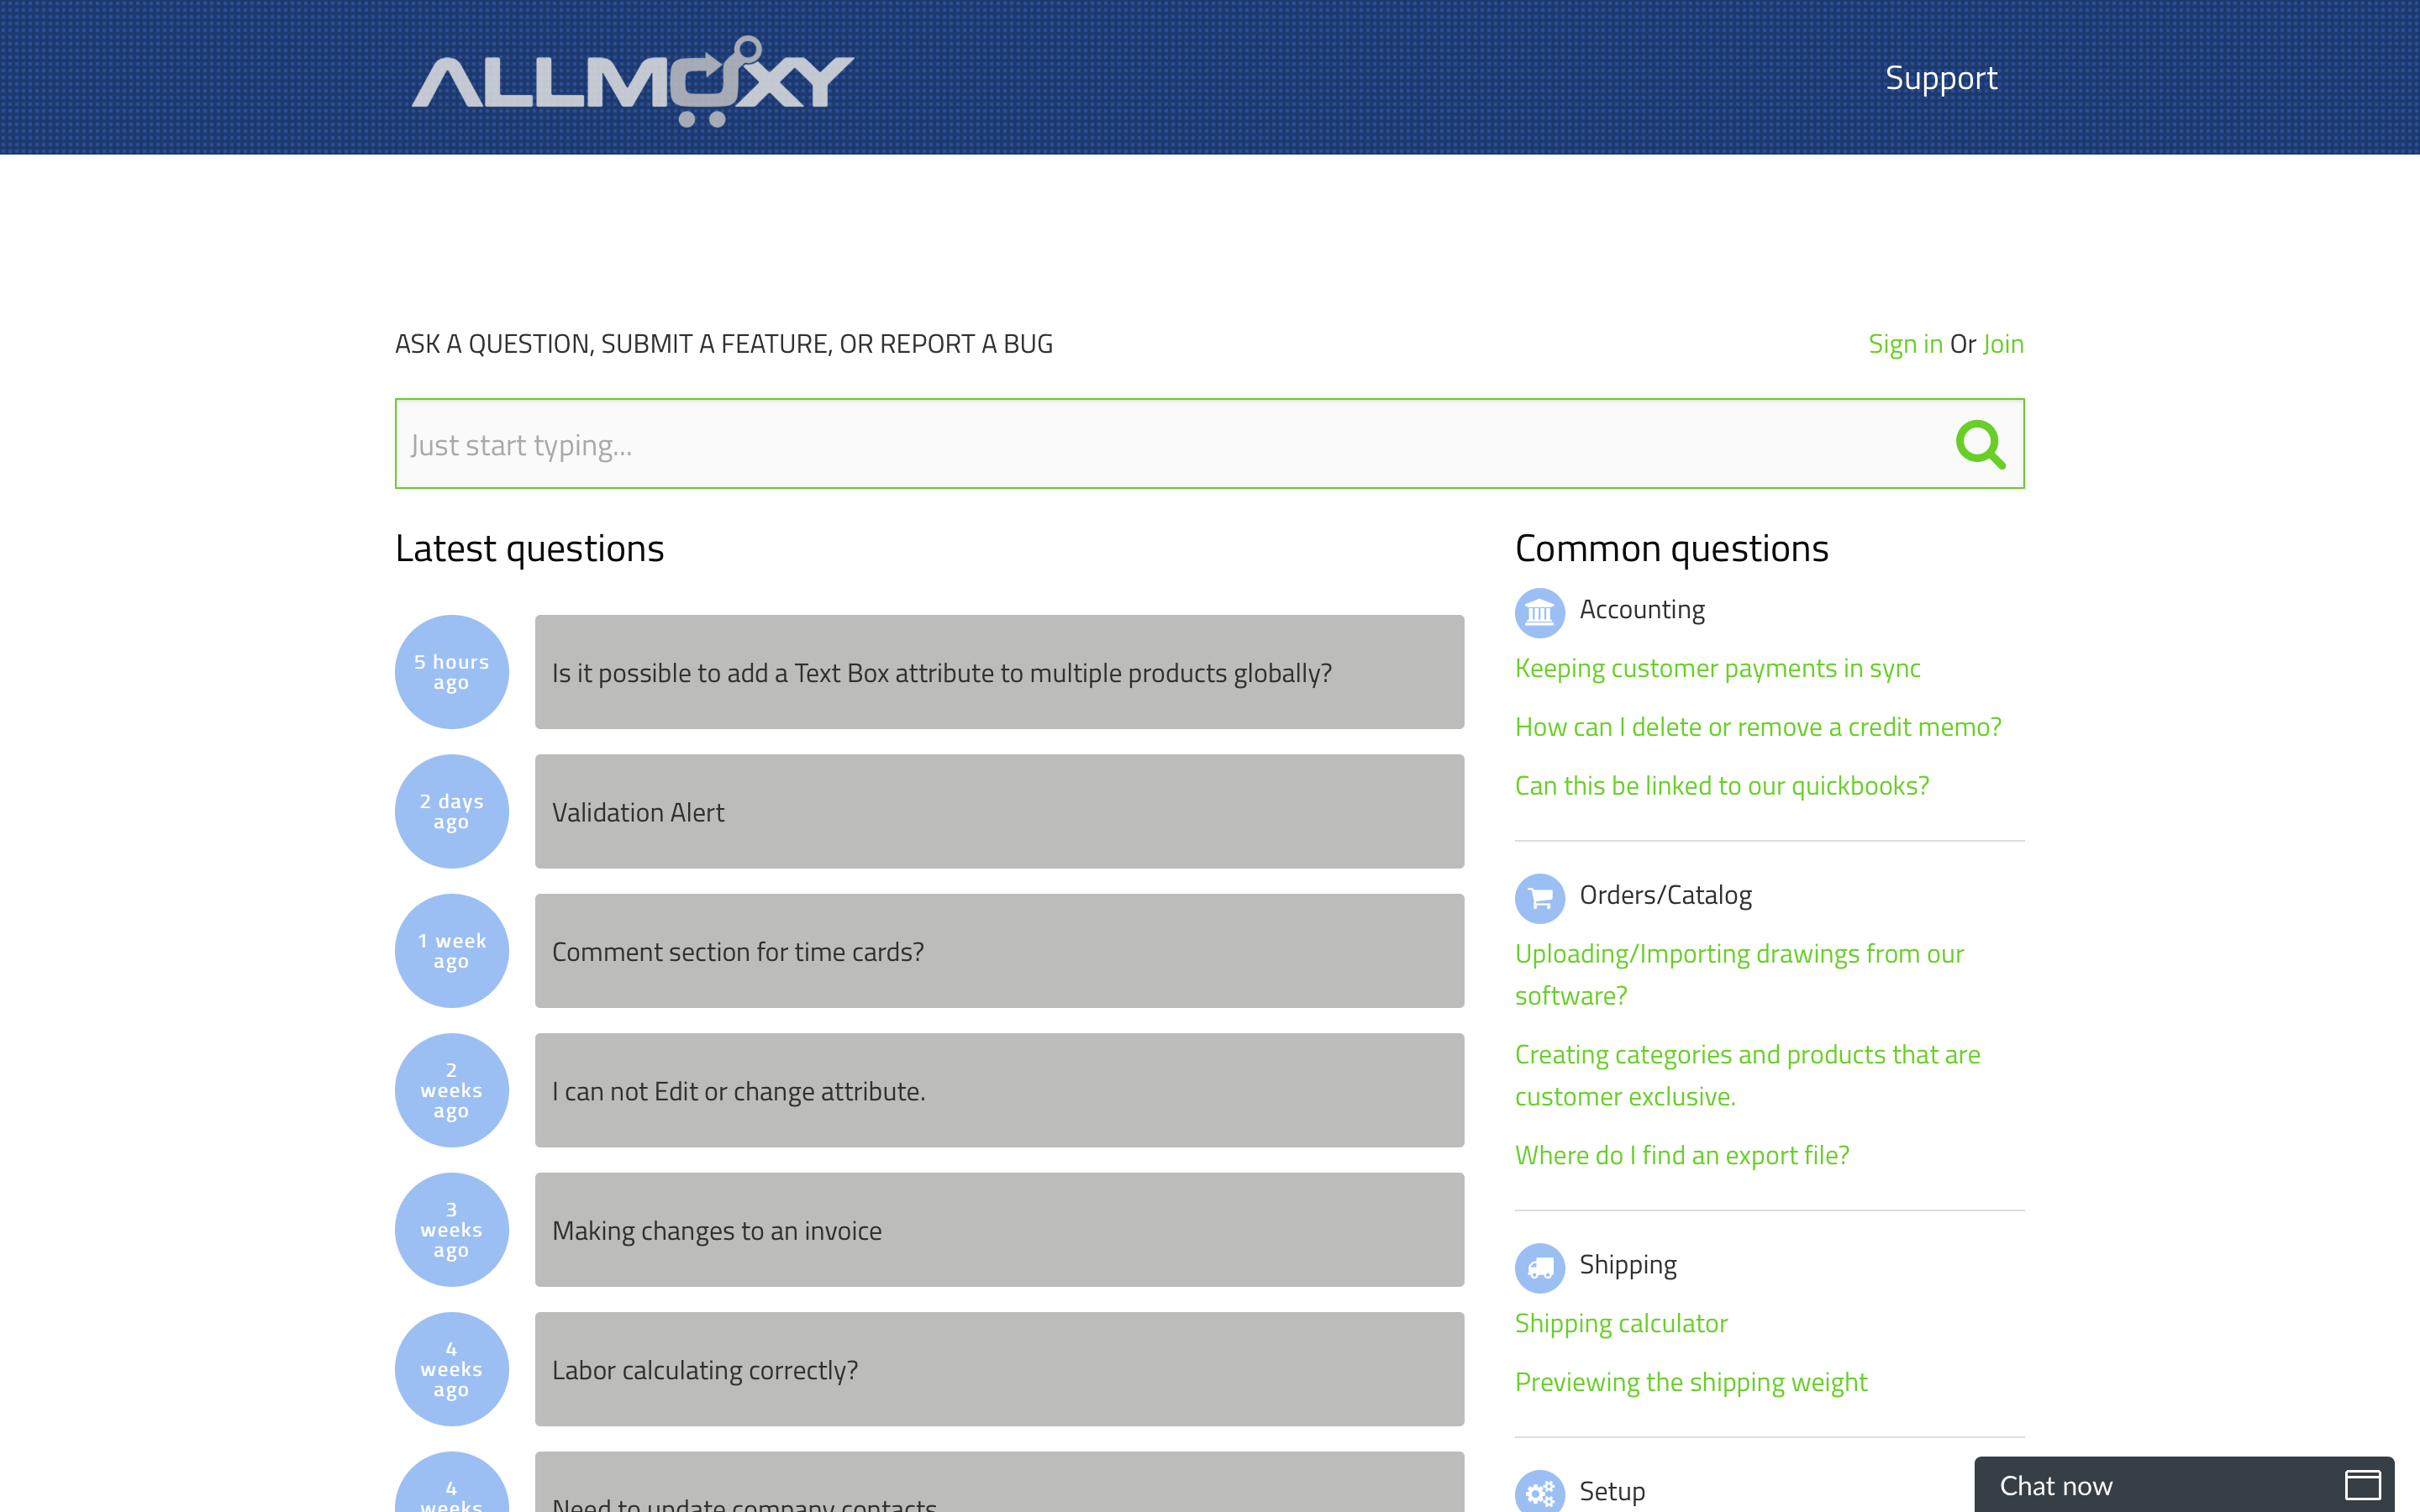 ALLMOXY
Support
ASK A QUESTION, SUBMIT A FEATURE, OR REPORT A BUG
Sign in Or Join
Just start typing...
Latest questions
5 hours
ago
Is it possible to add a Text Box attribute to multiple products globally?
2 days
ago
Validation Alert
1 week
ago
Comment section for time cards?
2
weeks
ago
I can not Edit or change attribute.
3
weeks
ago
Making changes to an invoice
4
weeks
ago
Labor calculating correctly?
4
weeks
Need to update company contacts
Common questions
Accounting
Keeping customer payments in sync
How can I delete or remove a credit memo?
Can this be linked to our quickbooks?
Orders/Catalog
Uploading/Importing drawings from our
software?
Creating categories and products that are
customer exclusive.
Where do I find an export file?
Shipping
Shipping calculator
Previewing the shipping weight
Setup
Chat now